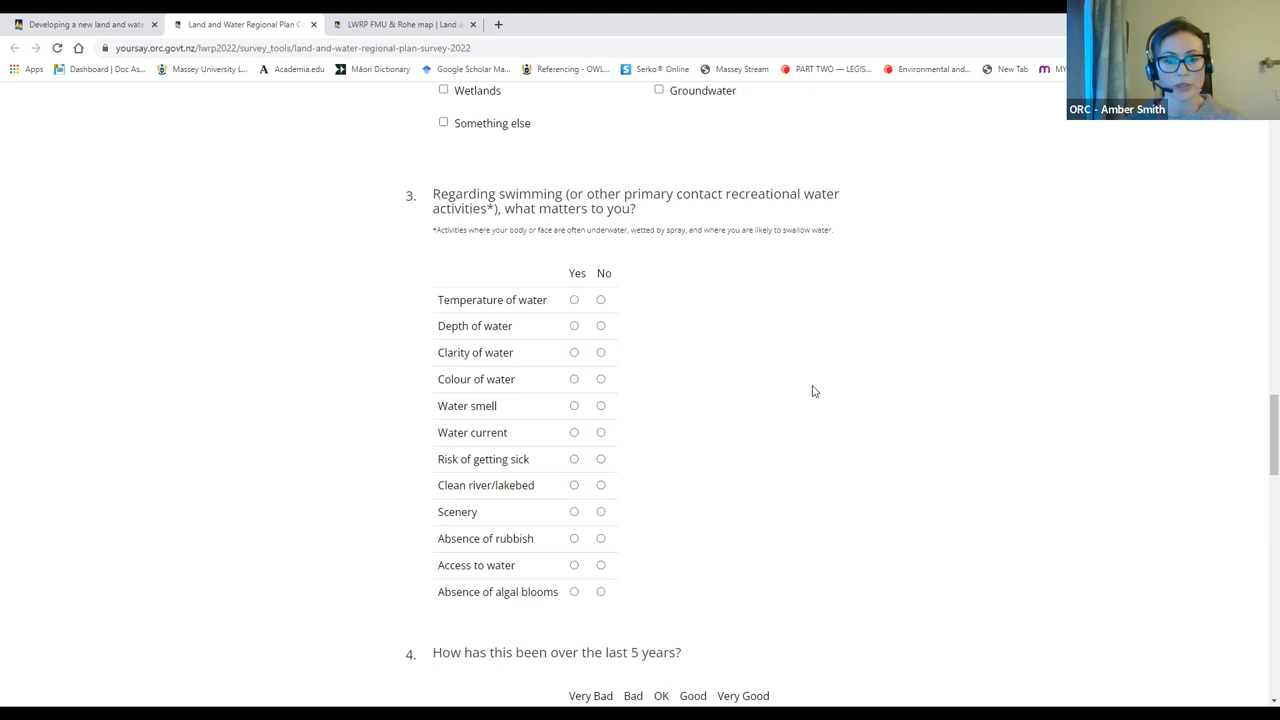 Developing a new land and wate
Land and Water Regional Plan Co
LWRP FMU & Rohe map | Land a
yoursay.orc.govt.nz/lwrp2022/survey_tools/land-and-water-regional-plan-survey-2022
Apps
Dashboard | Doc As...
Massey University L...
Academia.edu
Māori Dictionary
Google Scholar Ma...
Referencing - OWL...
Serko® Online
Massey Stream
PART TWO — LEGIS...
Environmental and...
New Tab
MY
ORC - Amber Smith
Wetlands
Groundwater
Something else
3. Regarding swimming (or other primary contact recreational water
activities*), what matters to you?
*Activities where your body or face are often underwater, wetted by spray, and where you are likely to swallow water.
Yes No
Temperature of water
Depth of water
Clarity of water
Colour of water
Water smell
Water current
Risk of getting sick
Clean river/lakebed
Scenery
Absence of rubbish
Access to water
Absence of algal blooms
4. How has this been over the last 5 years?
Very Bad Bad OK Good Very Good